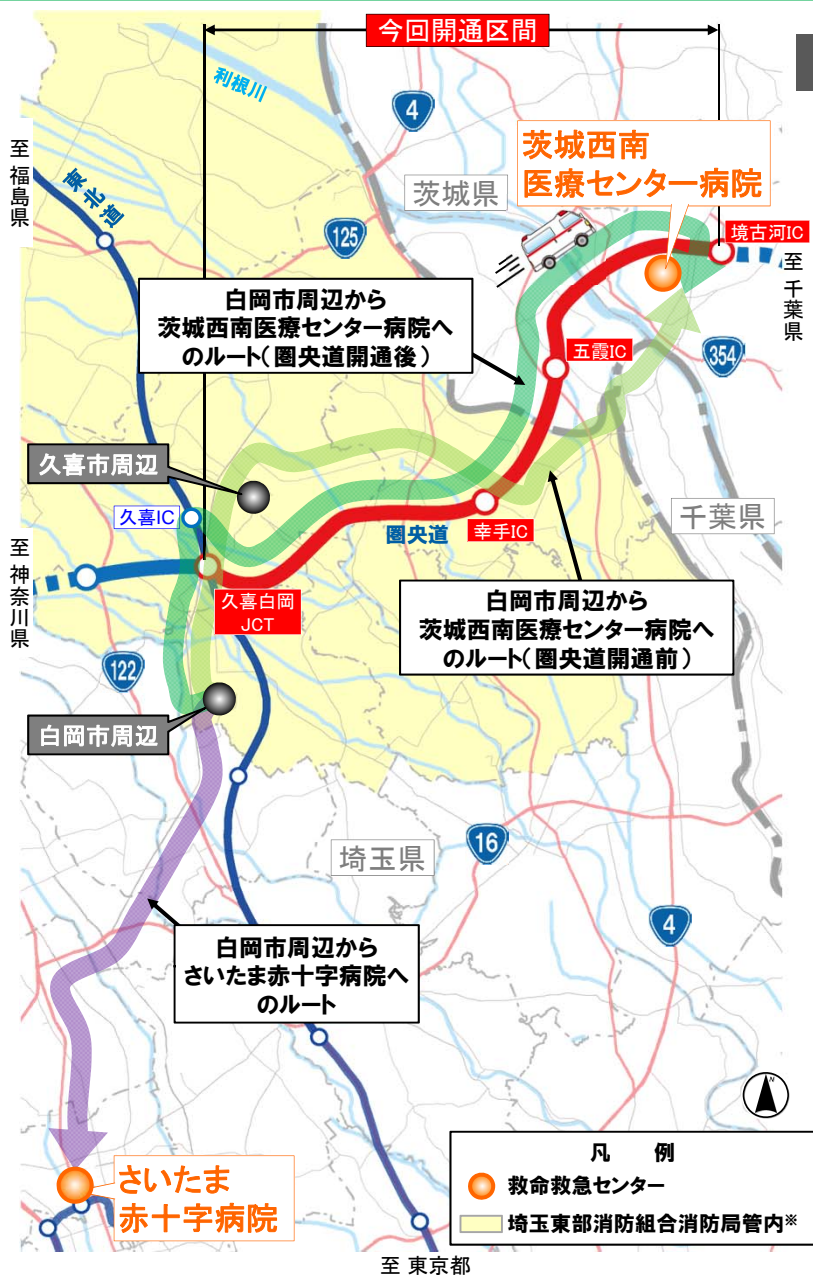 今回開通区間
利根川
4
茨城西南
医療センター病院
至 福島県
東北道
茨城県
125
境古河IC
至 千葉県
白岡市周辺から
茨城西南医療センター病院へ
のルート（圏央道開通後）
五霞IC
354
久喜市周辺
久喜IC
圏央道
幸手IC
千葉県
至 神奈川県
久喜白岡
JCT
白岡市周辺から
茨城西南医療センター病院へ
のルート（圏央道開通前）
122
白岡市周辺
埼玉県
16
4
白岡市周辺から
さいたま赤十字病院へ
のルート
N
さいたま
赤十字病院
凡　例
救命救急センター
埼玉東部消防組合消防局管内※
至 東京都